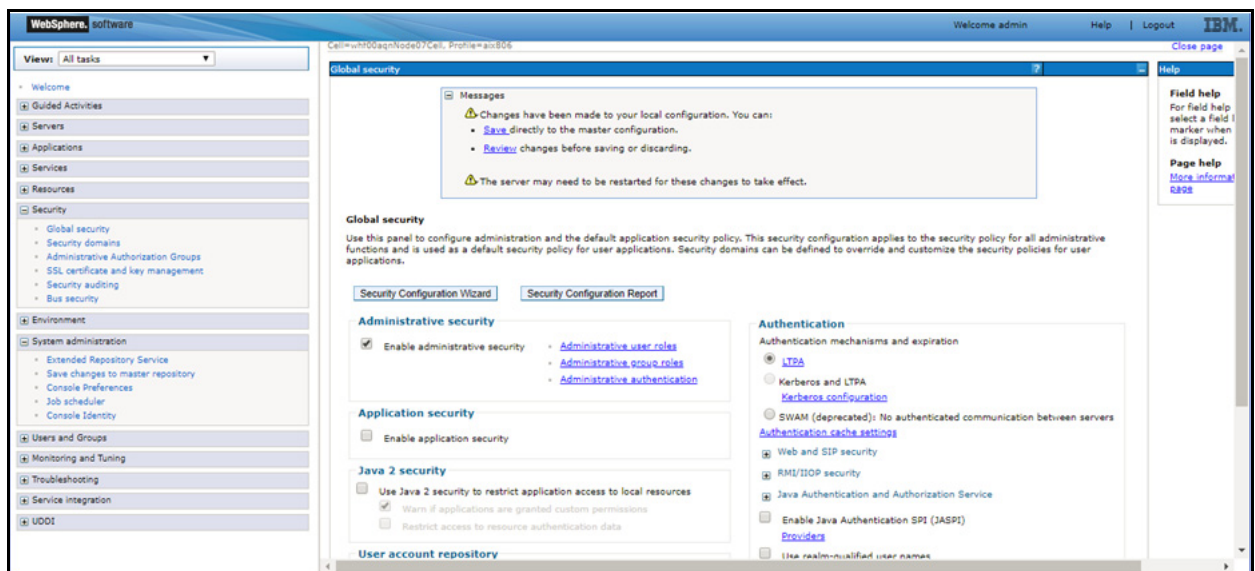 WebSphere. software
Welcome admin Help | Logout IBM.
View: All tasks
Welcome
Guided Activities
Servers
Applications
Services
Resources
Security
Global security
Security domains
Administrative Authorization Groups
SSL certificate and key management
Security auditing
Bus security
Environment
System administration
Extended Repository Service
Save changes to master repository
Console Preferences
Job scheduler
Console Identity
Users and Groups
Monitoring and Tuning
Troubleshooting
Service integration
UDDI
Profile=aix806
Close page
Global security ?
Messages
Changes have been made to your local configuration. You can:
Save directly to the master configuration.
Review changes before saving or discarding.
The server may need to be restarted for these changes to take effect.
Global security
Use this panel to configure administration and the default application security policy. This security configuration applies to the security policy for all administrative
functions and is used as a default security policy for user applications. Security domains can be defined to override and customize the security policies for user
applications.
Security Configuration Wizard Security Configuration Report
Administrative security
Enable administrative security
Administrative user roles
Administrative group roles
Administrative authentication
Application security
Enable application security
Java 2 security
Use Java 2 security to restrict application access to local resources
Warn if applications are granted custom permissions
Restrict access to resource authentication data
User account repository
Authentication
Authentication mechanisms and expiration
LTPA
Kerberos and LTPA
Kerberos configuration
SWAM (deprecated): No authenticated communication between servers
Authentication cache settings
Web and SIP security
RMI/IIOP security
Java Authentication and Authorization Service
Enable Java Authentication SPI (JASPI)
Providers
Use realm-qualified user names
Help
Field help
For field help
select a field l
marker when
is displayed.
Page help
More informat
page